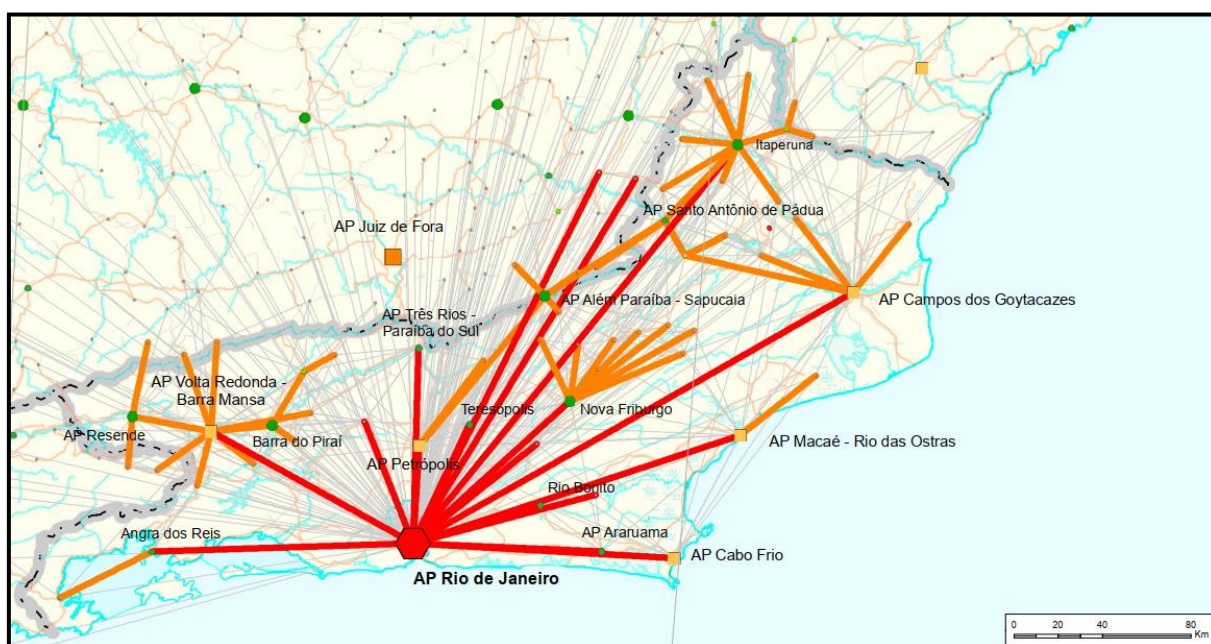 Itaperuna
AP Santo Antônio de Pádua
AP Juiz de Fora
AP Além Paraíba - Sapucaia
AP Campos dos Goytacazes
AP Três Rios -
Paraíba do Sul
AP Volta Redonda -
Barra Mansa
Teresópolis
Nova Friburgo
AP Resende
Barra do Piraí
AP Macaé - Rio das Ostras
AP Petrópolis
Rio Bonito
Angra dos Reis
AP Araruama
AP Cabo Frio
AP Rio de Janeiro
0 20 40 80
Km